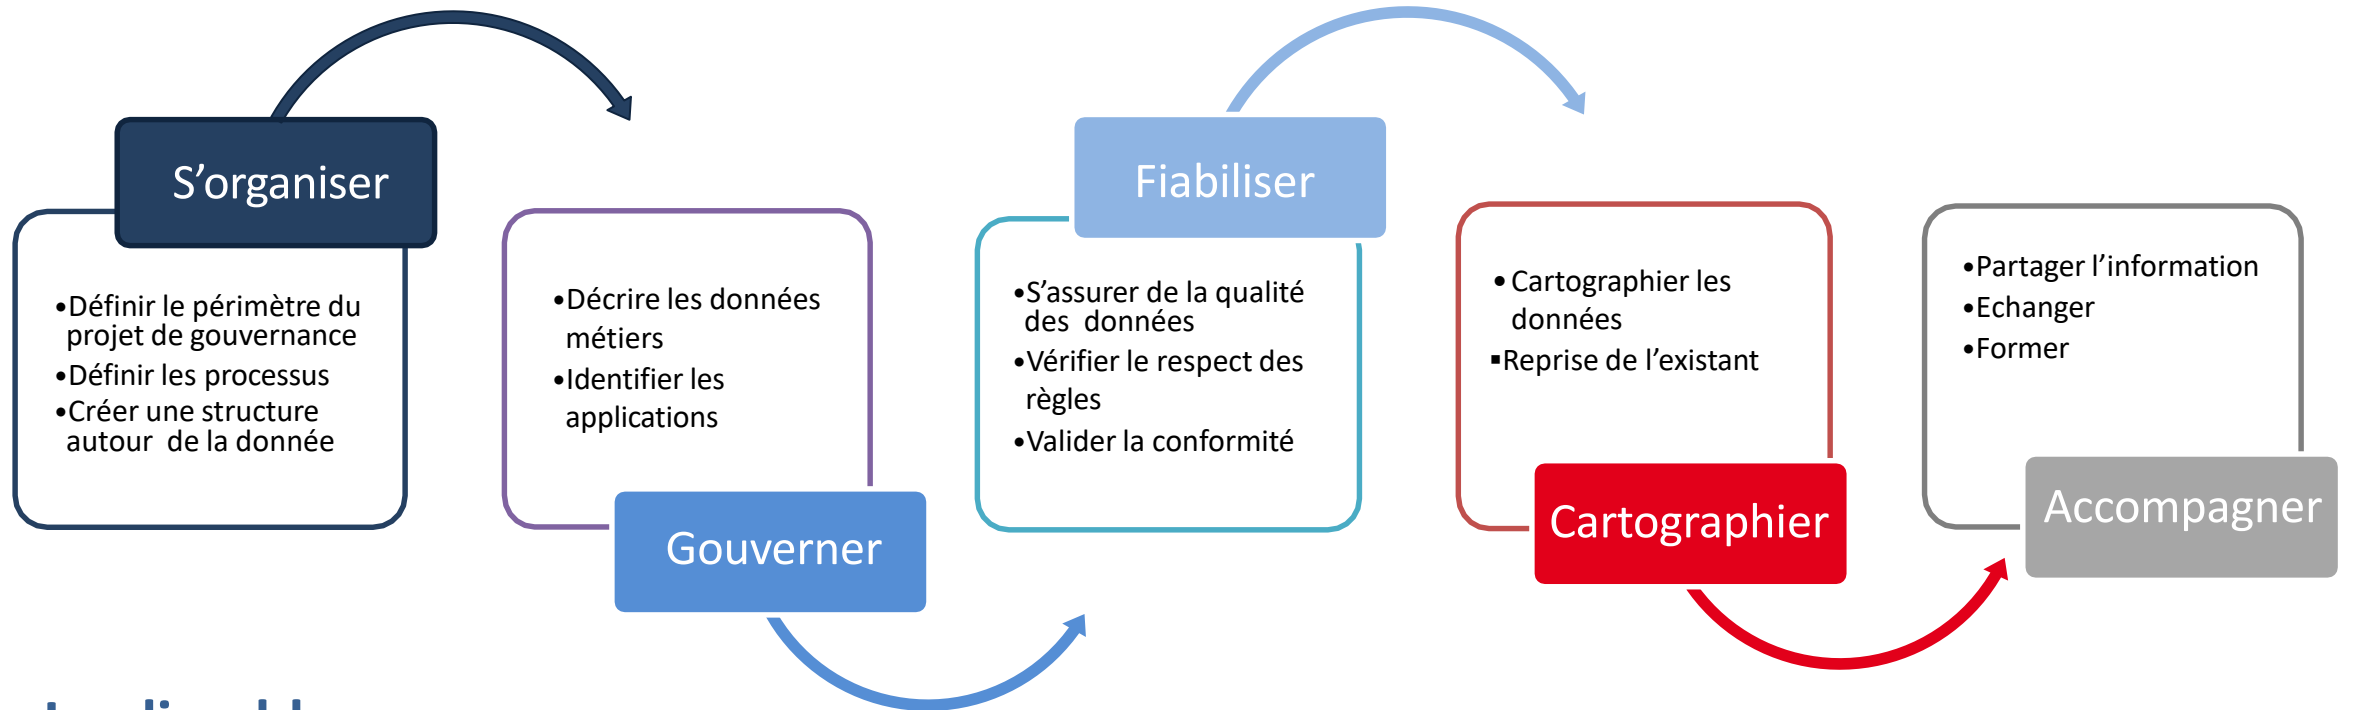 S’organiser
•Définir le périmètre du
projet de gouvernance
•Définir les processus
•Créer une structure
autour de la donnée
•Décrire les données
métiers
•Identifier les
applications
Gouverner
Fiabiliser
•S’assurer de la qualité
des données
•Vérifier le respect des
règles
•Valider la conformité
•Cartographier les
données
▪Reprise de l’existant
Cartographier
•Partager l’information
•Echanger
•Former
Accompagner